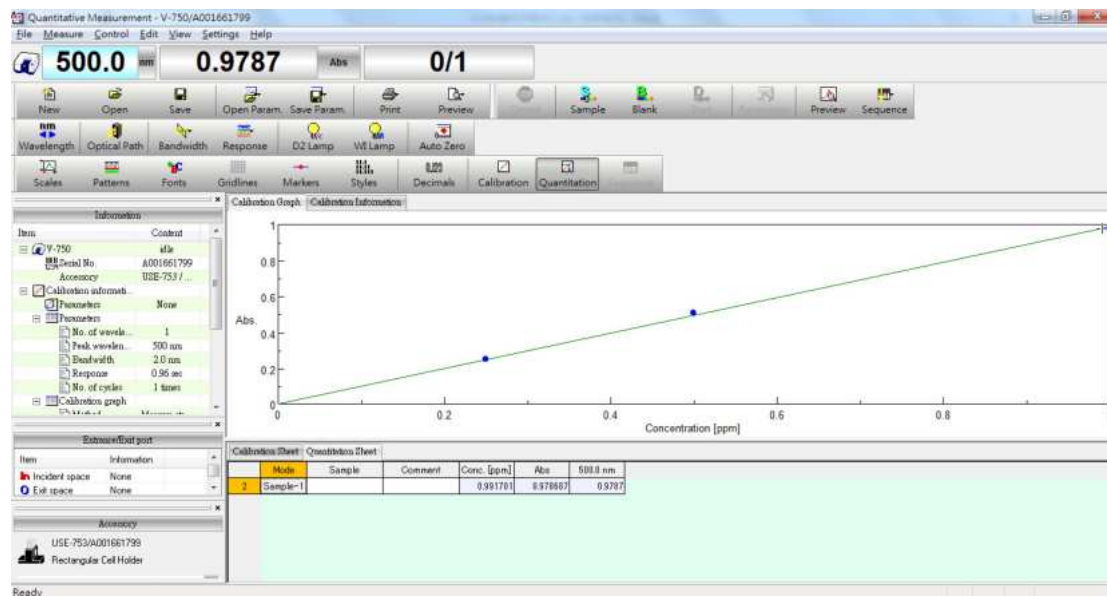 Quantitative Measurement - V-750/A001661799
File Measure Control Edit View Settings Help
500.0 nm 0.9787 Abs 0/1
New Open Save Open Param. Save Param. Print Preview Sample Blank Preview Sequence
Wavelength Optical Path Bandwidth Response D2 Lamp WI Lamp Auto Zero
Scales Patterns Fonts Gridlines Markers Styles Decimals Calibration Quantitation
Information
Item Content
V-750 idle
Serial No. A001661799
Accessory USE-753 / ...
Calibration informati...
Parameters None
Parameters
No. of wavele... 1
Peak wavelen... 500 nm
Bandwidth 2.0 nm
Response 0.96 sec
No. of cycles 1 times
Calibration graph
Entrance/Exit port
Item Information
In Incident space None
Exit space None
Accessory
USE-753/A001661799
Rectangular Cell Holder
Calibration Graph Calibration Information
1
0.8
0.6
Abs.
0.4
0.2
0
0 0.2 0.4 0.6 0.8
Concentration [ppm]
Calibration Sheet Quantitation Sheet
Mode Sample Comment Conc. [ppm] Abs 500.0 nm
2 Sample-1 0.991701 0.978687 0.9787
Ready